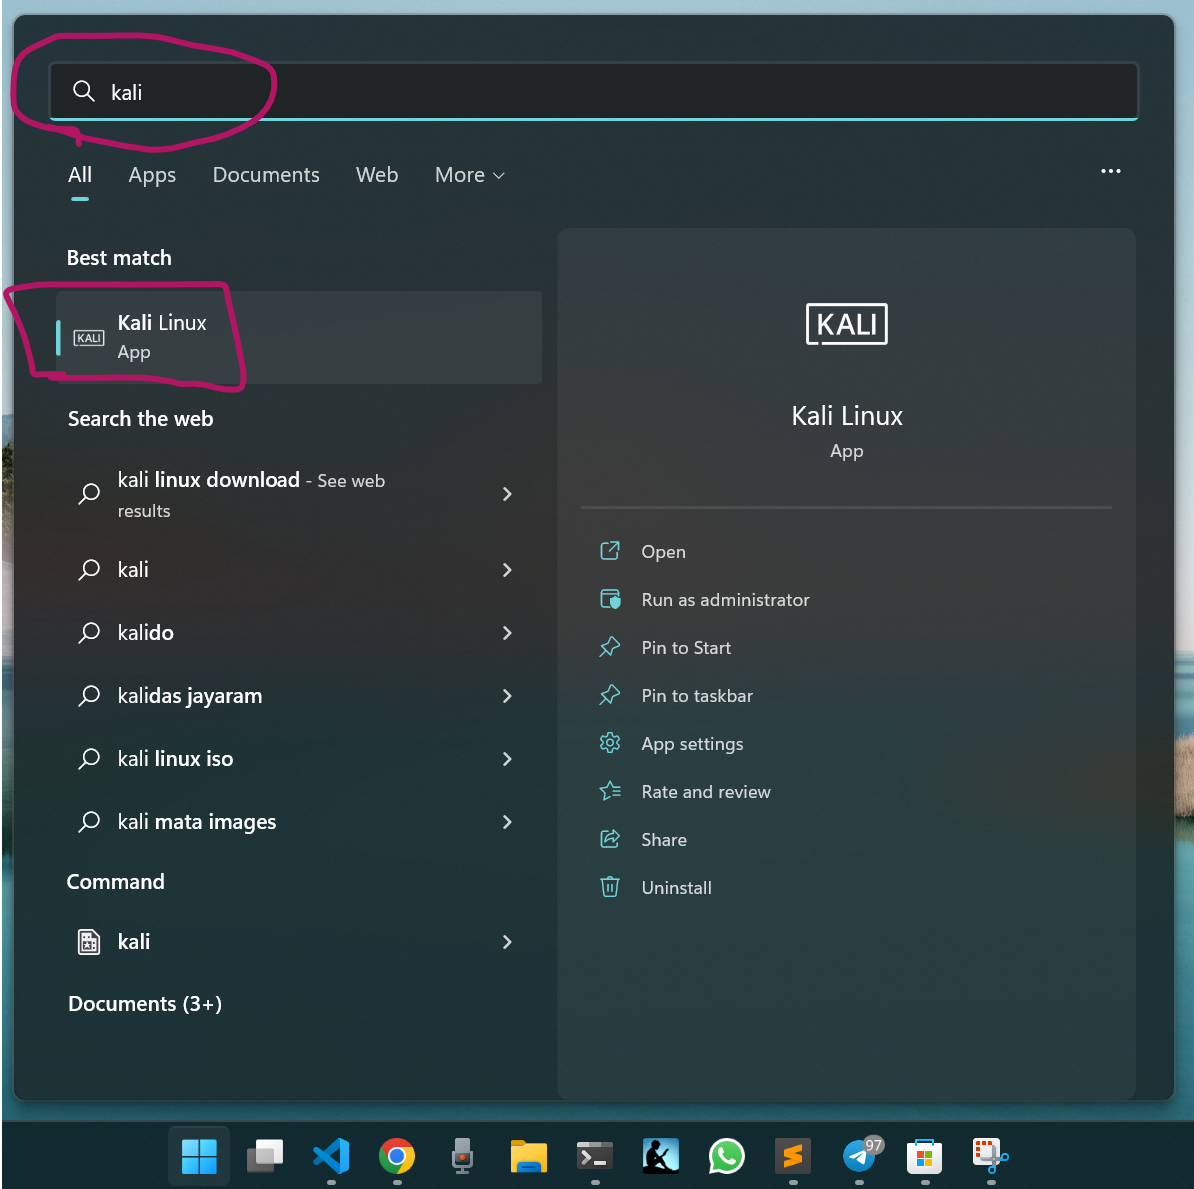 kali
All Apps Documents Web More
Best match
KALI
Kali Linux
App
Search the web
kali linux download - See web
results
kali
kalido
kalidas jayaram
kali linux iso
kali mata images
Command
kali
Documents (3+)
KALI
Kali Linux
App
Open
Run as administrator
Pin to Start
Pin to taskbar
App settings
Rate and review
Share
Uninstall
97